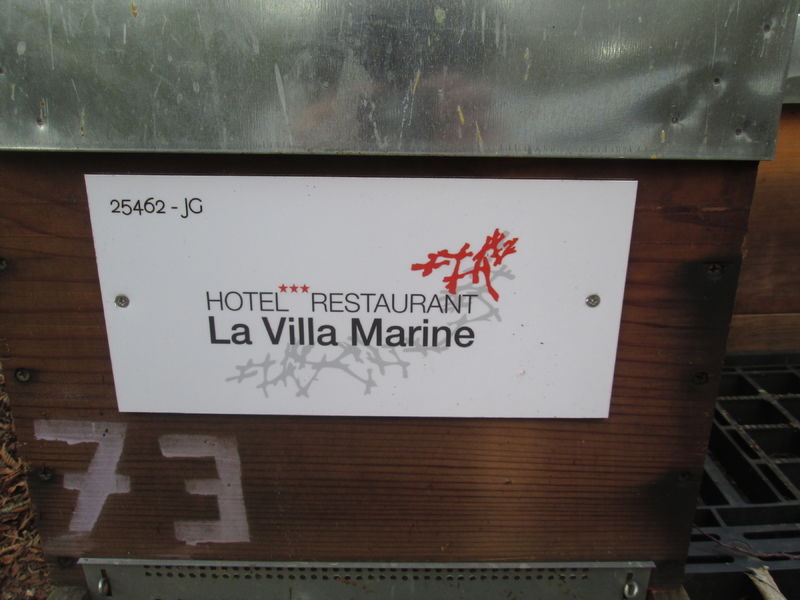 25462 - JG
HOTEL*** RESTAURANT
La Villa Marine
73